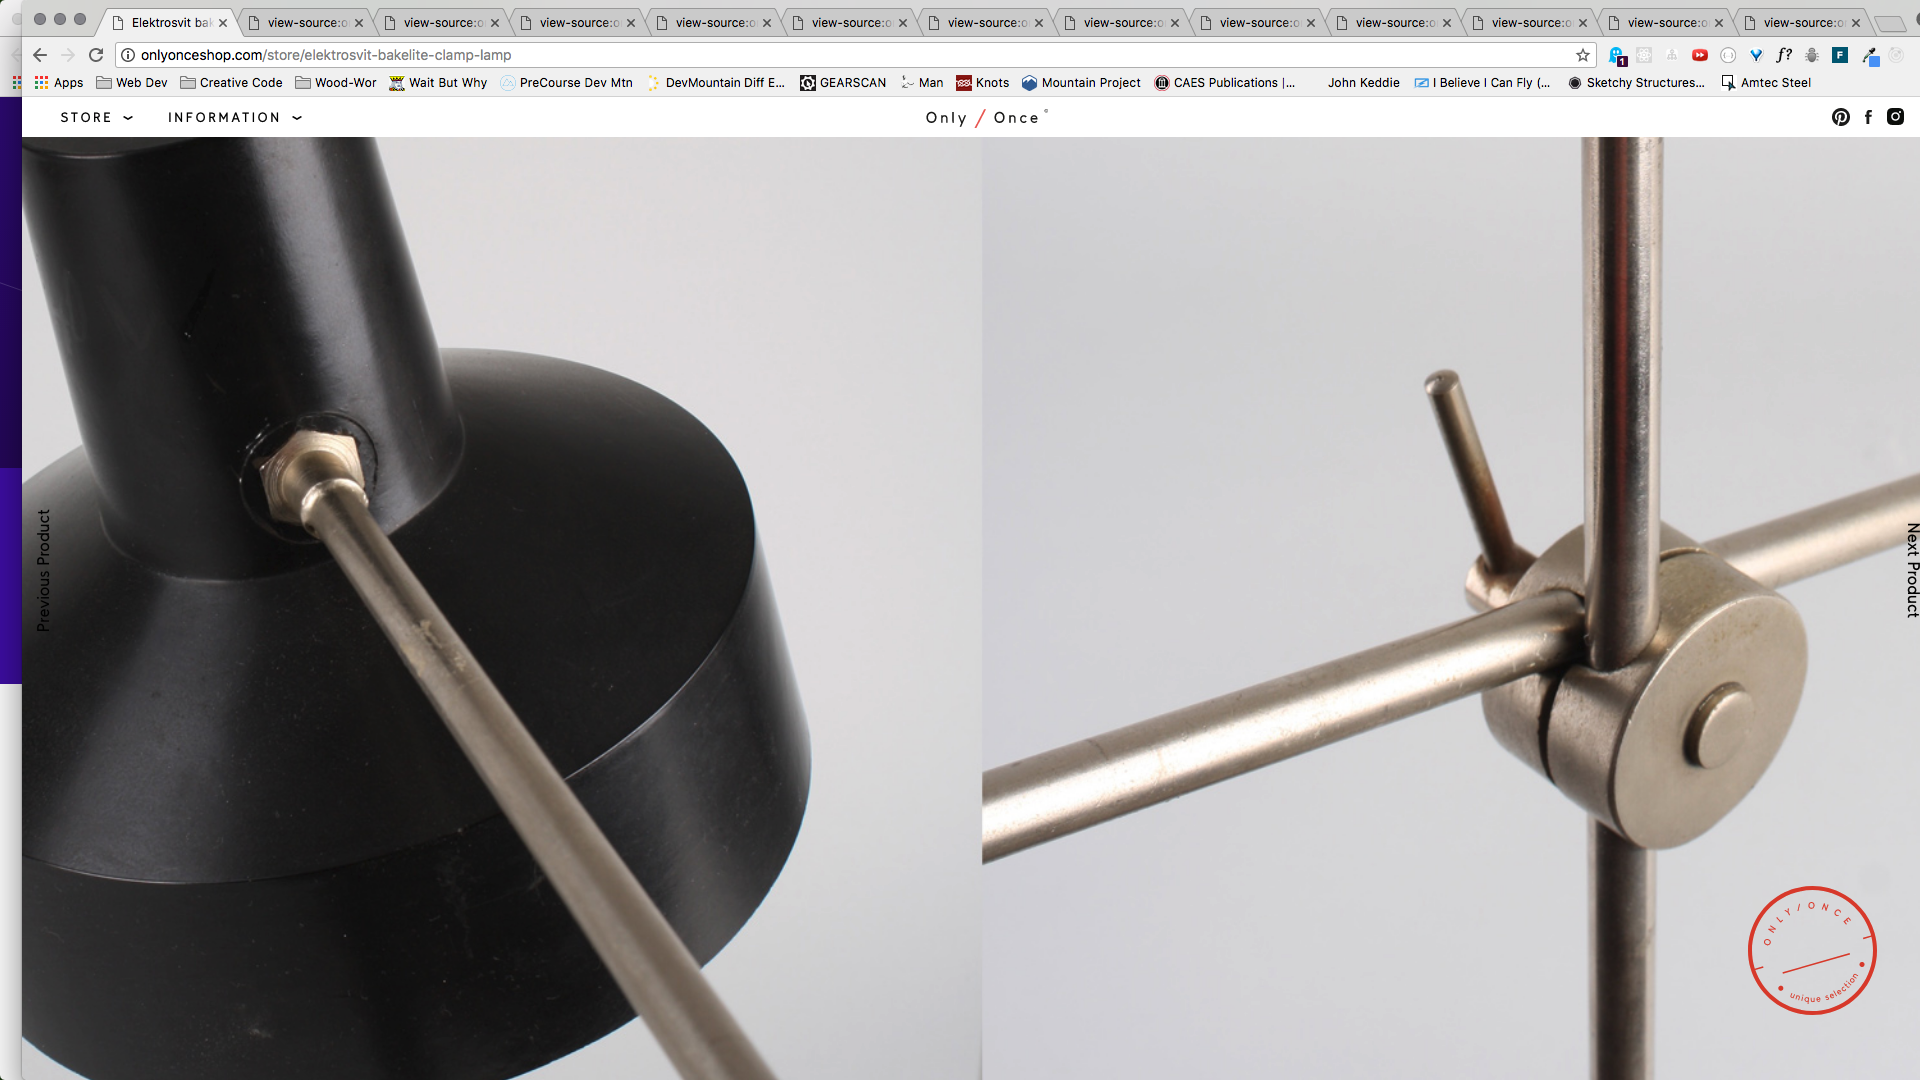 Elektrosvit bak
view-source:o
view-source:o
view-source:o
view-source:o
view-source:o
view-source:o
view-source:o
view-source:o
view-source:o
view-source:o
view-source:o
view-source:o
onlyonceshop.com/store/elektrosvit-bakelite-clamp-lamp
1
f?
F
Apps
Web Dev
Creative Code
Wood-Wor
Wait But Why
PreCourse Dev Mtn
DevMountain Diff E...
GEARSCAN
Man
Knots
Mountain Project
CAES Publications |...
John Keddie
I Believe I Can Fly (...
Sketchy Structures...
Amtec Steel
STORE
INFORMATION
Only / Once
Previous Product
Next Product
ONLY/ONCE
unique selection